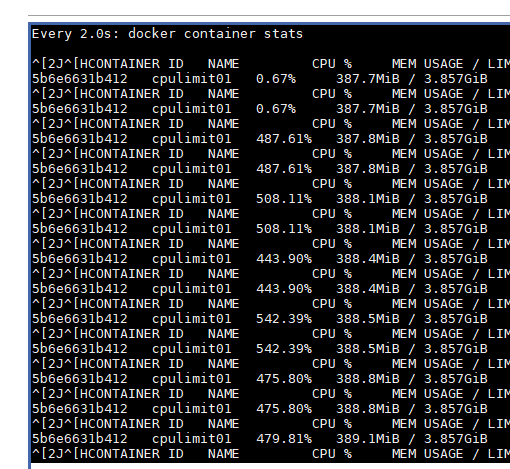 Every 2.0s: docker container stats
^[2J^[HCONTAINER ID   NAME         CPU %     MEM USAGE / LIM
5b6e6631b412   cpulimit01   0.67%     387.7MiB / 3.857GiB
^[2J^[HCONTAINER ID   NAME         CPU %     MEM USAGE / LIM
5b6e6631b412   cpulimit01   0.67%     387.7MiB / 3.857GiB
^[2J^[HCONTAINER ID   NAME         CPU %     MEM USAGE / LIM
5b6e6631b412   cpulimit01   487.61%   387.8MiB / 3.857GiB
^[2J^[HCONTAINER ID   NAME         CPU %     MEM USAGE / LIM
5b6e6631b412   cpulimit01   487.61%   387.8MiB / 3.857GiB
^[2J^[HCONTAINER ID   NAME         CPU %     MEM USAGE / LIM
5b6e6631b412   cpulimit01   508.11%   388.1MiB / 3.857GiB
^[2J^[HCONTAINER ID   NAME         CPU %     MEM USAGE / LIM
5b6e6631b412   cpulimit01   508.11%   388.1MiB / 3.857GiB
^[2J^[HCONTAINER ID   NAME         CPU %     MEM USAGE / LIM
5b6e6631b412   cpulimit01   443.90%   388.4MiB / 3.857GiB
^[2J^[HCONTAINER ID   NAME         CPU %     MEM USAGE / LIM
5b6e6631b412   cpulimit01   443.90%   388.4MiB / 3.857GiB
^[2J^[HCONTAINER ID   NAME         CPU %     MEM USAGE / LIM
5b6e6631b412   cpulimit01   542.39%   388.5MiB / 3.857GiB
^[2J^[HCONTAINER ID   NAME         CPU %     MEM USAGE / LIM
5b6e6631b412   cpulimit01   542.39%   388.5MiB / 3.857GiB
^[2J^[HCONTAINER ID   NAME         CPU %     MEM USAGE / LIM
5b6e6631b412   cpulimit01   475.80%   388.8MiB / 3.857GiB
^[2J^[HCONTAINER ID   NAME         CPU %     MEM USAGE / LIM
5b6e6631b412   cpulimit01   475.80%   388.8MiB / 3.857GiB
^[2J^[HCONTAINER ID   NAME         CPU %     MEM USAGE / LIM
5b6e6631b412   cpulimit01   479.81%   389.1MiB / 3.857GiB
^[2J^[HCONTAINER ID   NAME         CPU %     MEM USAGE / LIM